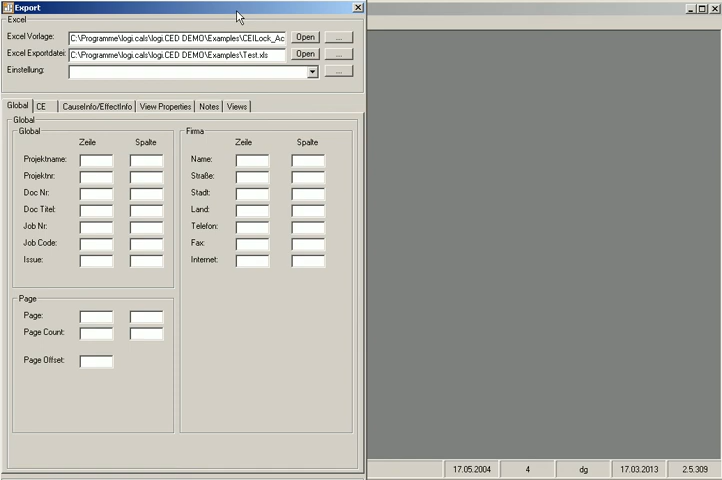 Export
Excel
Excel Vorlage: C:\Programme\logi.cals\logi.CED DEMO\Examples\CEILock_Ac Open ...
Excel Exportdatei: C:\Programme\logi.cals\logi.CED DEMO\Examples\Test.xls Open ...
Einstellung: ...
Global CE CauseInfo/EffectInfo View Properties Notes Views
Global
Global Firma
Zeile Spalte Zeile Spalte
Projektname: Name:
Projektnr: Straße:
Doc Nr: Stadt:
Doc Titel: Land:
Job Nr: Telefon:
Job Code: Fax:
Issue: Internet:
Page
Page:
Page Count:
Page Offset:
17.05.2004 4 dg 17.03.2013 2.5.309